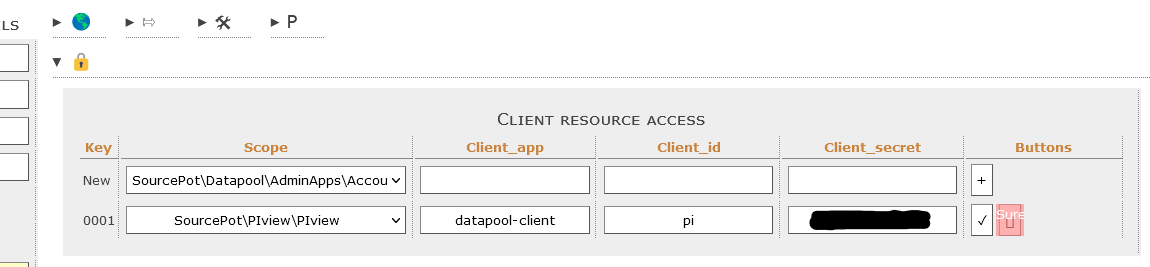 LS
P
Client resource access
Key Scope Client_app Client_id Client_secret Buttons
New SourcePot\Datapool\AdminApps\Accou +
0001 SourcePot\PIview\PIview datapool-client pi ✓ Sure